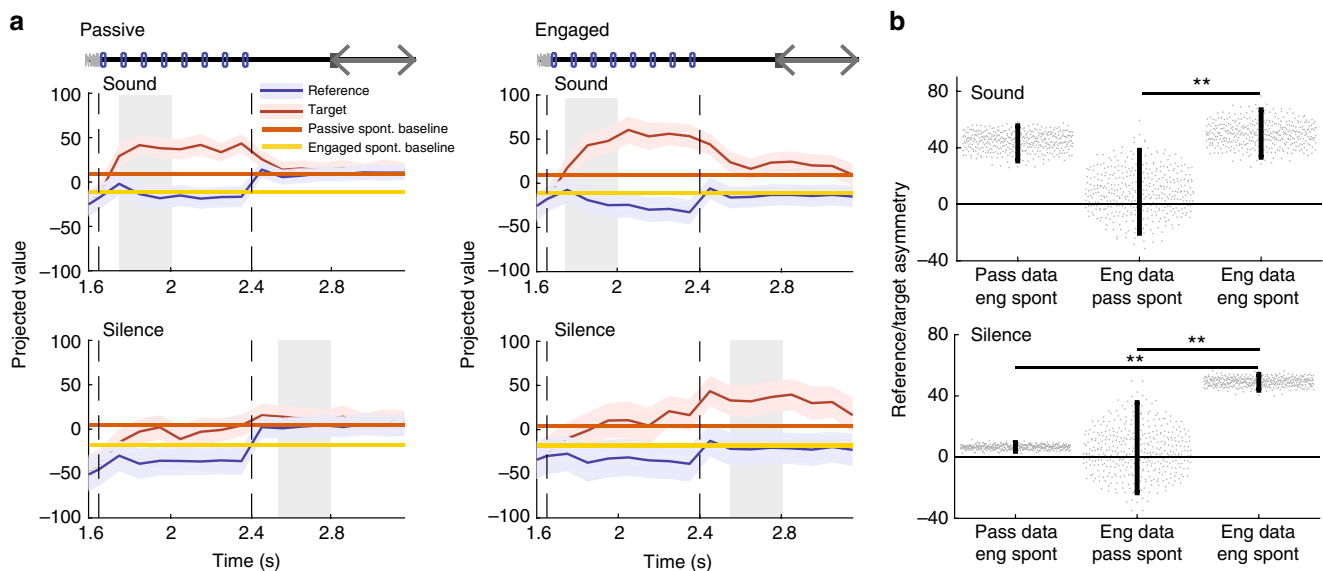 a
Passive
Sound
Reference
Target
Passive spont. baseline
Engaged spont. baseline
100
50
0
−50
−100
1.6
2
2.4
2.8
Projected value
Silence
100
50
0
−50
−100
1.6
2
2.4
2.8
Time (s)
Engaged
Sound
100
50
0
−50
−100
1.6
2
2.4
2.8
Projected value
Silence
100
50
0
−50
−100
1.6
2
2.4
2.8
Time (s)
b
Reference/target asymmetry
Sound
**
80
40
0
−40
Pass data
eng spont
Eng data
pass spont
Eng data
eng spont
Silence
**
**
80
40
0
−40
Pass data
eng spont
Eng data
pass spont
Eng data
eng spont